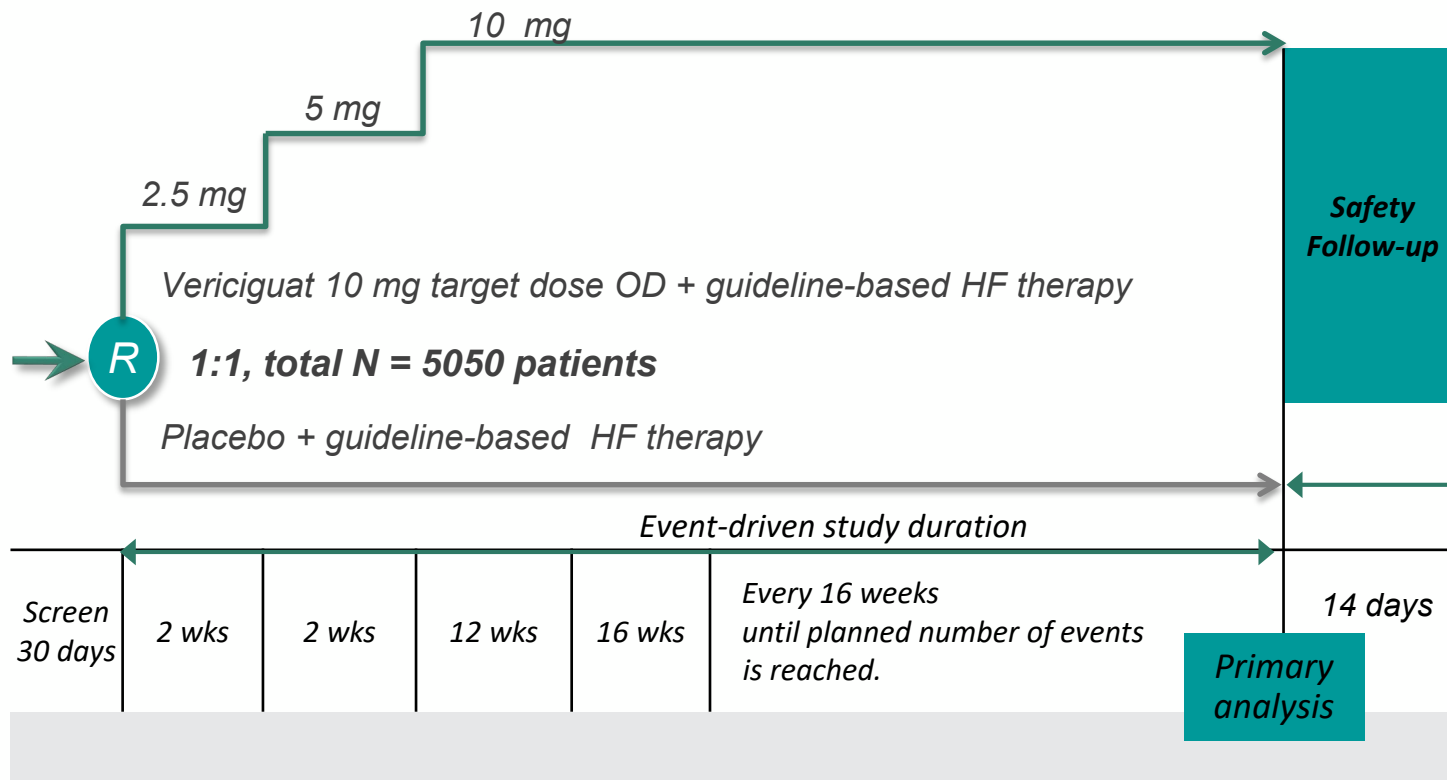 10 mg
5 mg
2.5 mg
Safety
Follow-up
Vericiguat 10 mg target dose OD + guideline-based HF therapy
R
1:1, total N = 5050 patients
Placebo + guideline-based HF therapy
Event-driven study duration
Screen
30 days
2 wks
2 wks
12 wks
16 wks
Every 16 weeks
until planned number of events
is reached.
14 days
Primary
analysis